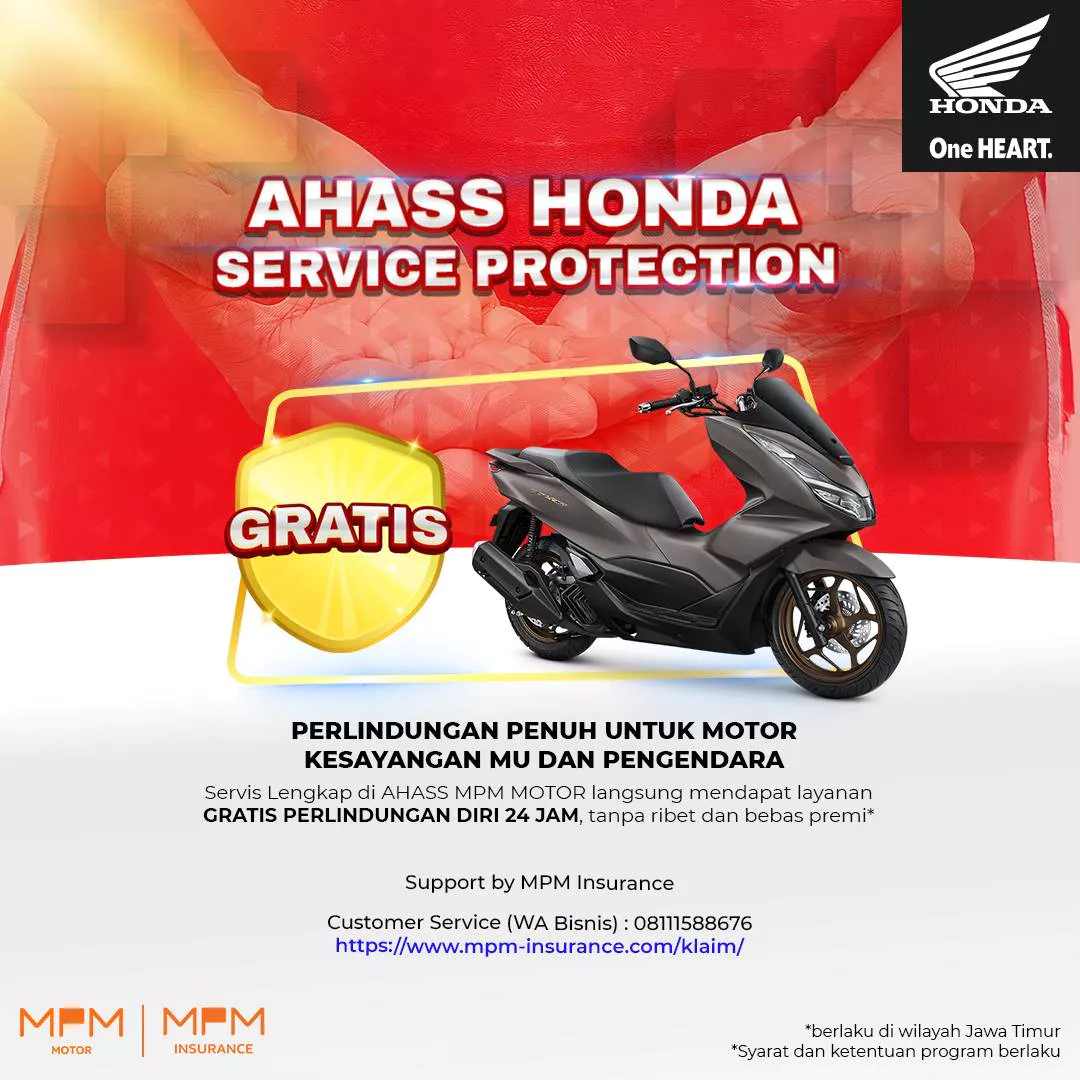 HONDA
One HEART.
AHASS HONDA
SERVICE PROTECTION
GRATIS
PERLINDUNGAN PENUH UNTUK MOTOR
KESAYANGAN MU DAN PENGENDARA
Servis Lengkap di AHASS MPM MOTOR langsung mendapat layanan
GRATIS PERLINDUNGAN DIRI 24 JAM, tanpa ribet dan bebas premi*
Support by MPM Insurance
Customer Service (WA Bisnis) : 08111588676
https://www.mpm-insurance.com/klaim/
MPM
MOTOR
MPM
INSURANCE
*berlaku di wilayah Jawa Timur
*Syarat dan ketentuan program berlaku